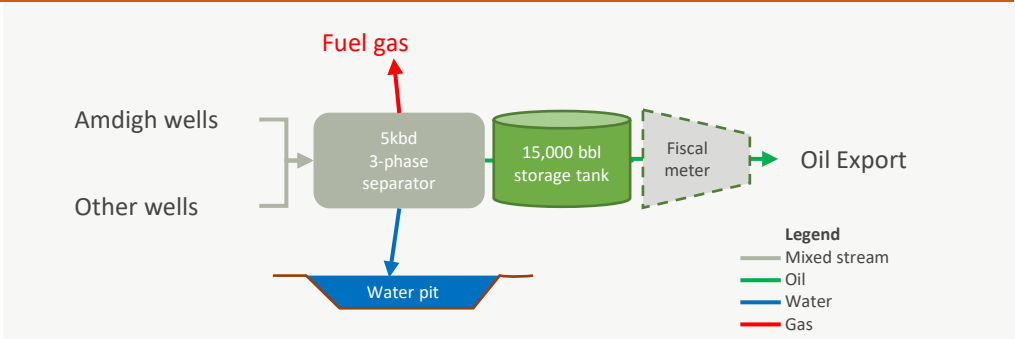 Fuel gas
Amdigh wells
Other wells
5kbd
3-phase
separator
15,000 bbl
storage tank
Fiscal
meter
Oil Export
Water pit
Legend
Mixed stream
Oil
Water
Gas